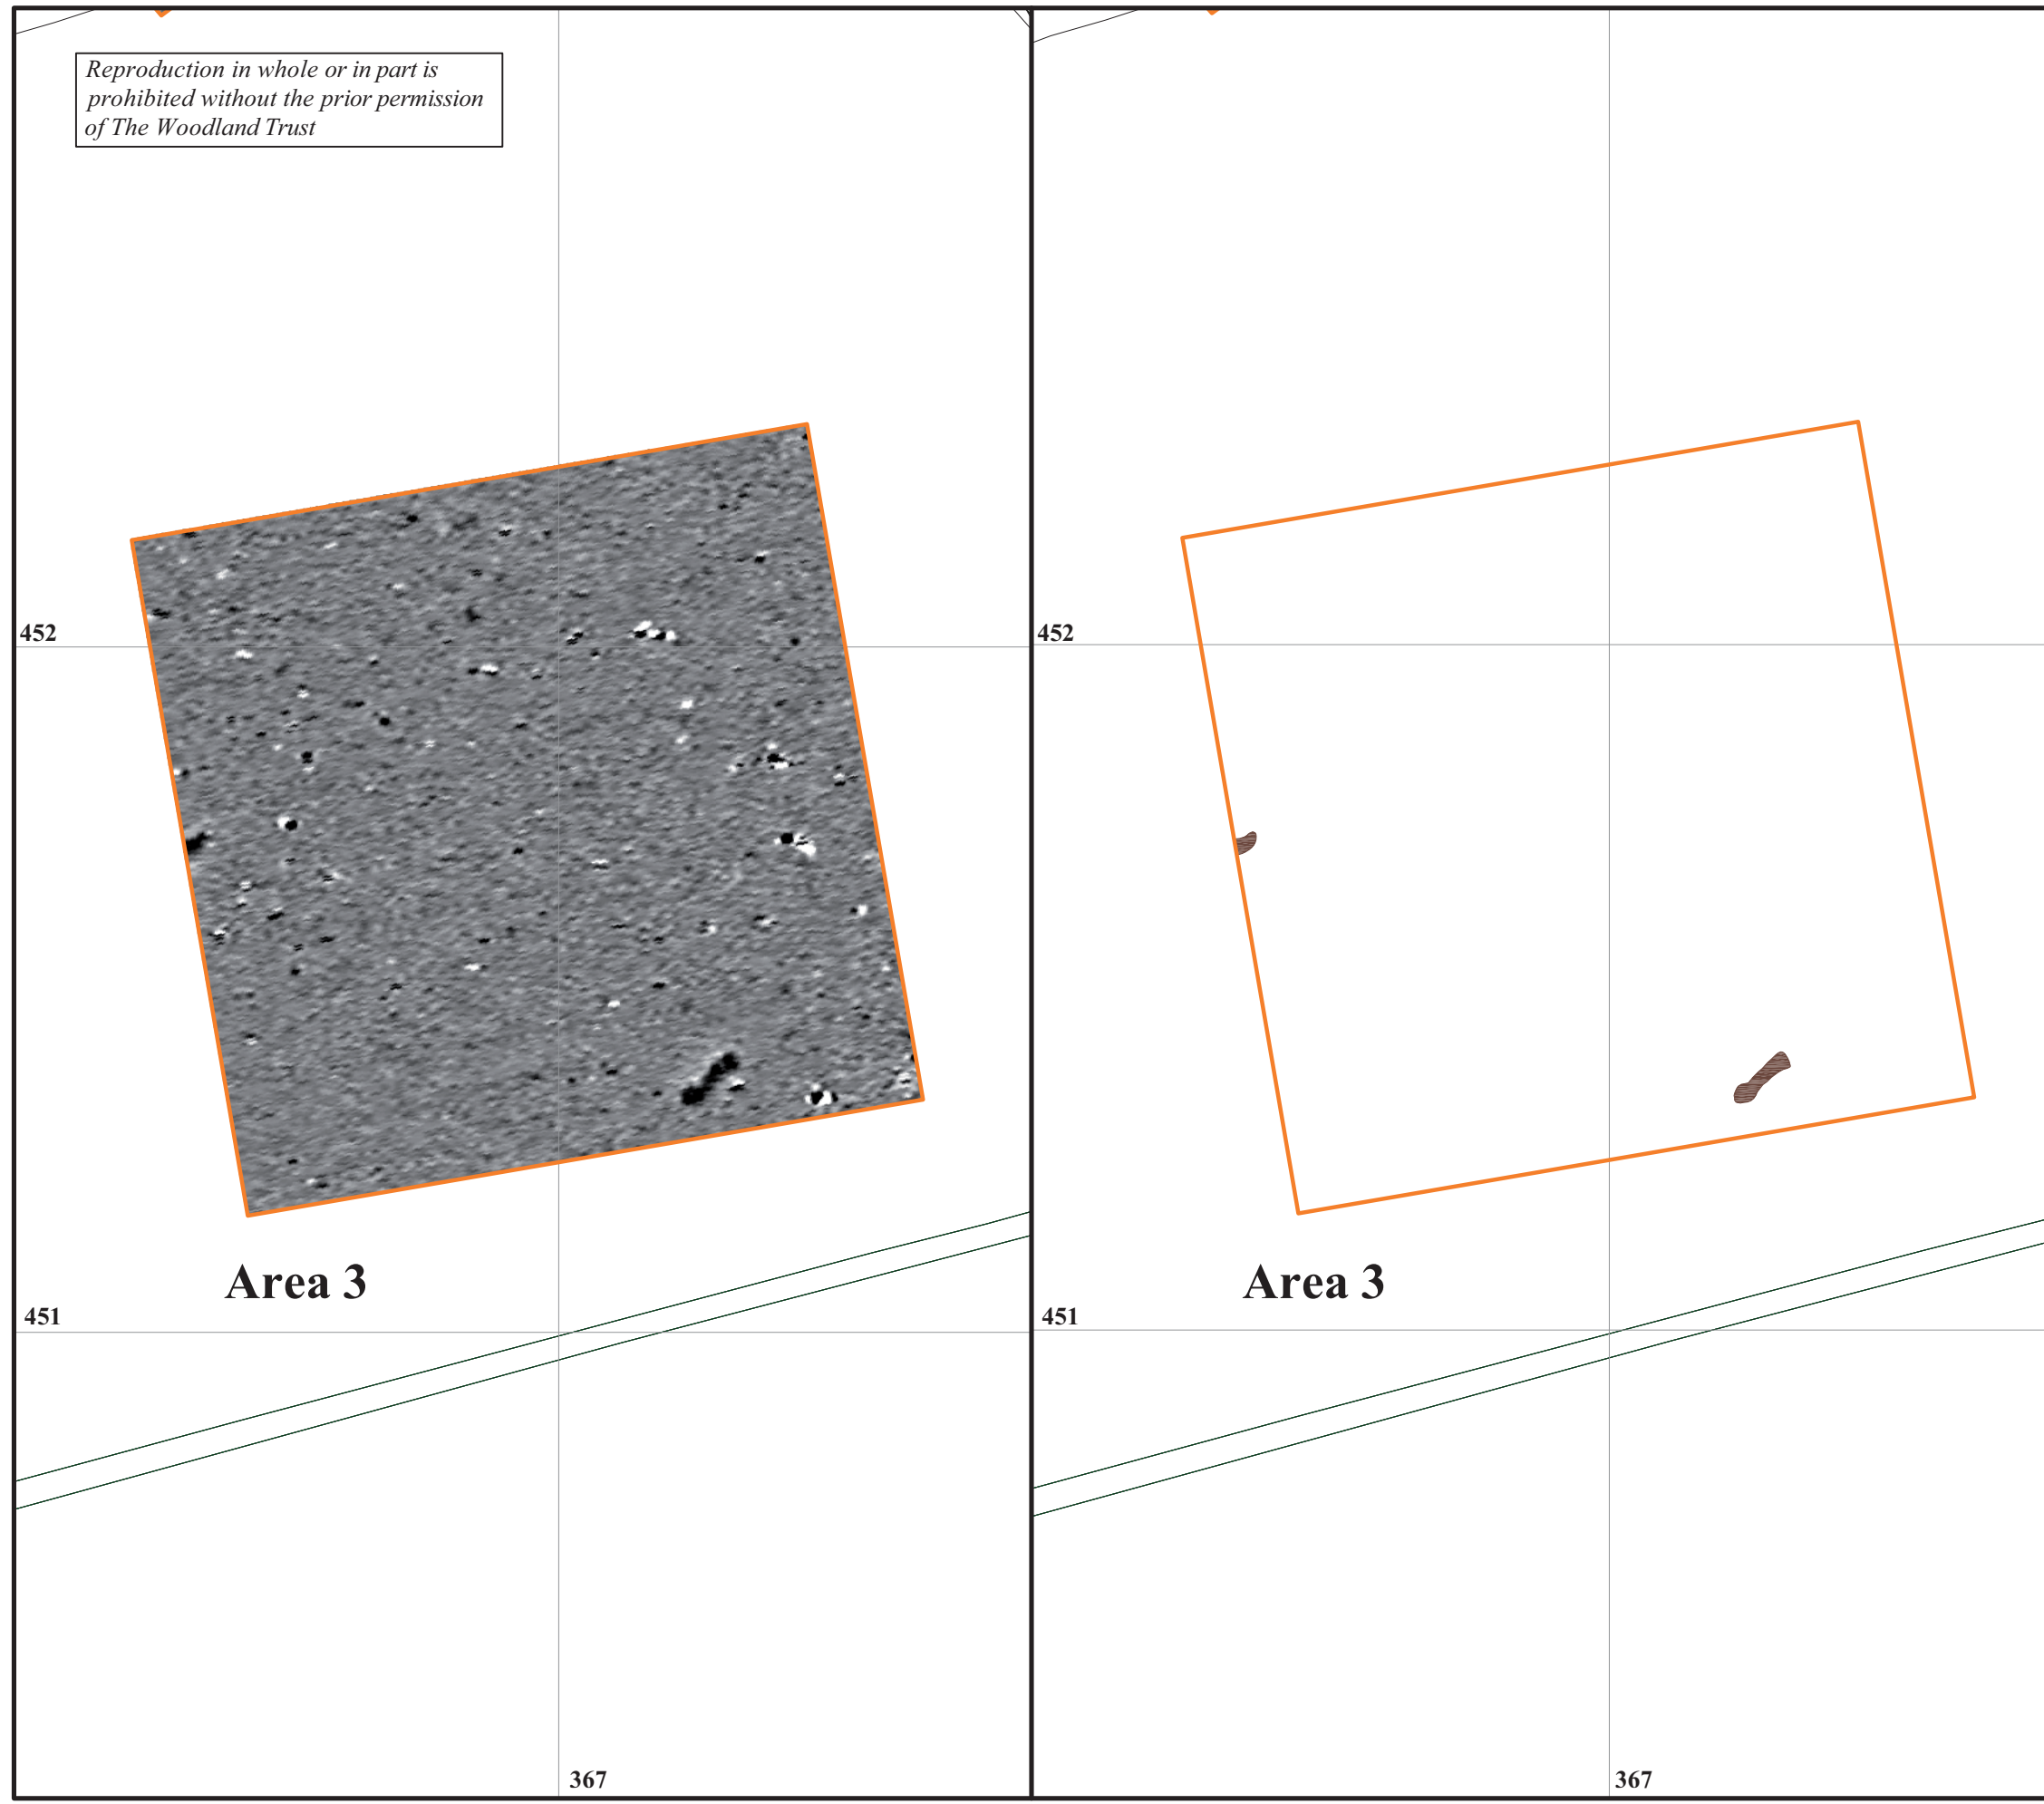 Reproduction in whole or in part is
prohibited without the prior permission
of The Woodland Trust
452
Area 3
451
367
452
Area 3
451
367